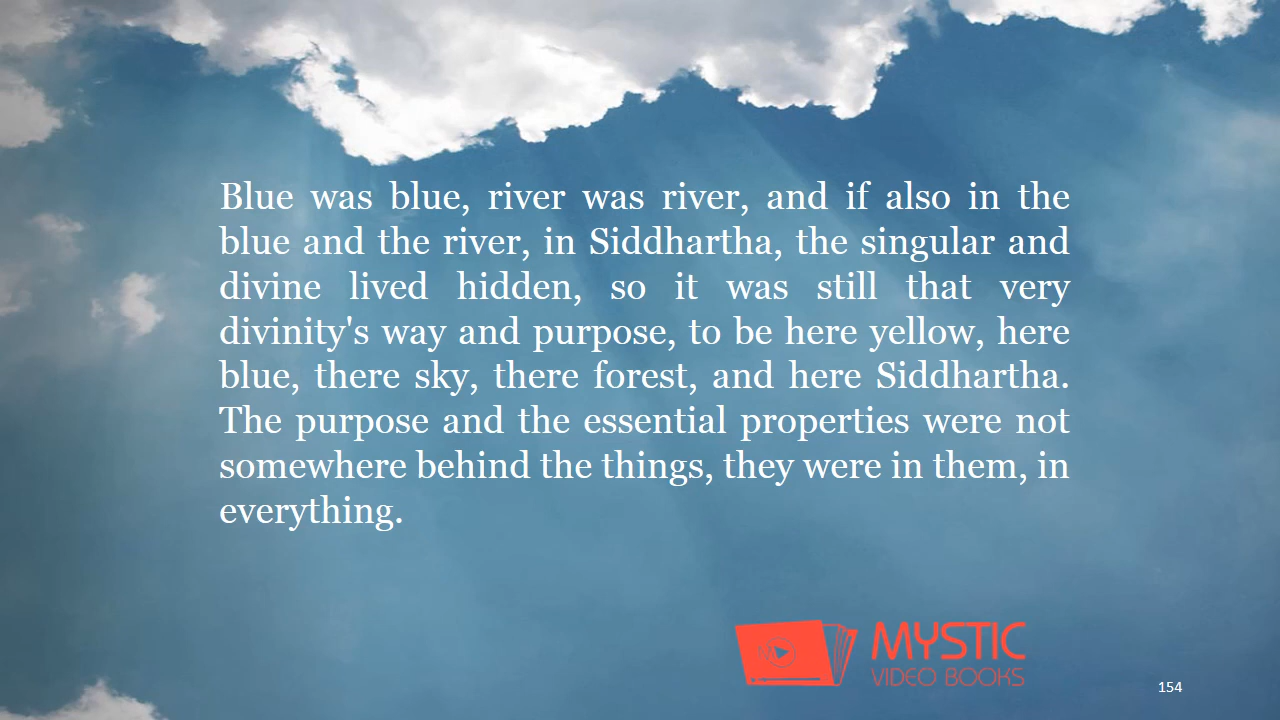 Blue was blue, river was river, and if also in the
blue and the river, in Siddhartha, the singular and
divine lived hidden, so it was still that very
divinity's way and purpose, to be here yellow, here
blue, there sky, there forest, and here Siddhartha.
The purpose and the essential properties were not
somewhere behind the things, they were in them, in
everything.
MYSTIC
VIDEO BOOKS
154